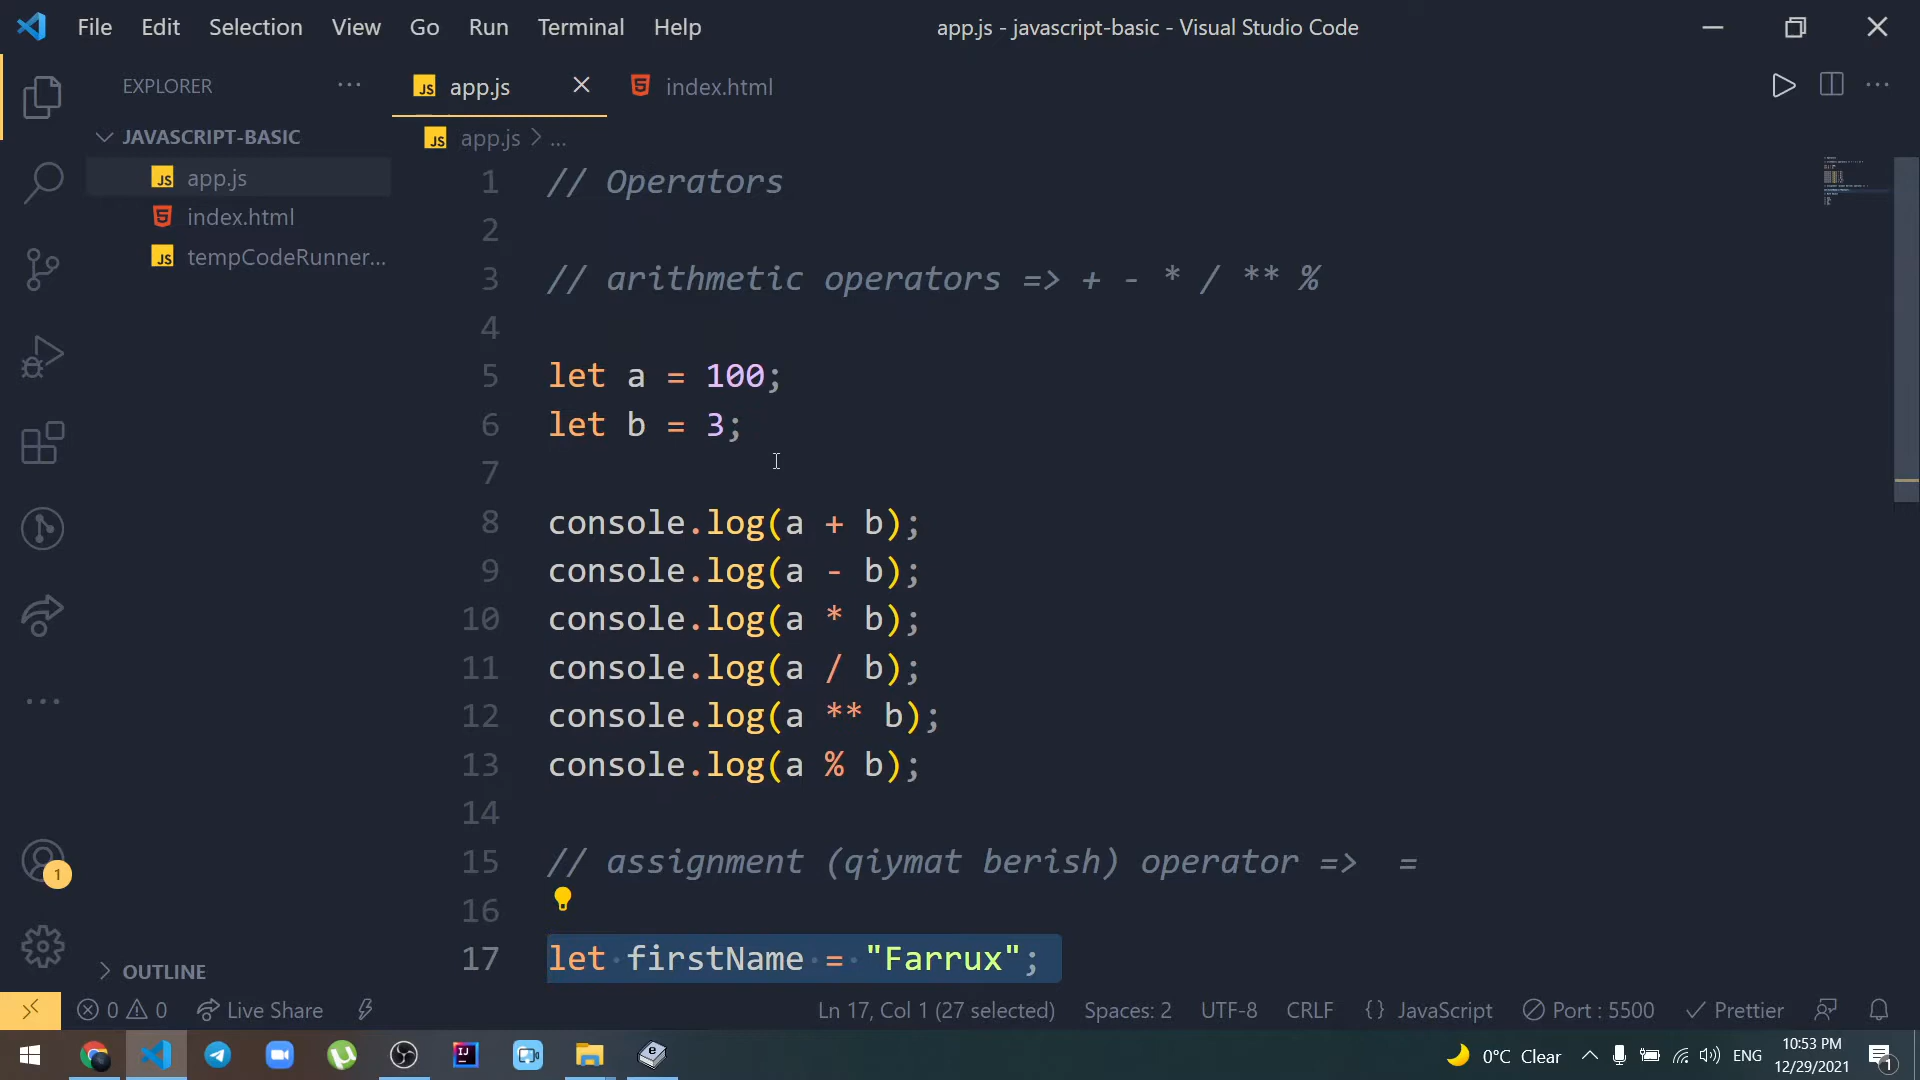 File Edit Selection View Go Run Terminal Help
app.js - javascript-basic - Visual Studio Code
EXPLORER
app.js
index.html
JAVASCRIPT-BASIC
app.js
index.html
tempCodeRunner...
app.js > ...
1 // Operators
2
3 // arithmetic operators => + - * / ** %
4
5 let a = 100;
6 let b = 3;
7
8 console.log(a + b);
9 console.log(a - b);
10 console.log(a * b);
11 console.log(a / b);
12 console.log(a ** b);
13 console.log(a % b);
14
15 // assignment (qiymat berish) operator => =
16
17 let firstName = "Farrux";
1
OUTLINE
0 0 Live Share
Ln 17, Col 1 (27 selected) Spaces: 2 UTF-8 CRLF {} JavaScript Port : 5500 Prettier
0°C Clear ENG
10:53 PM
12/29/2021
1